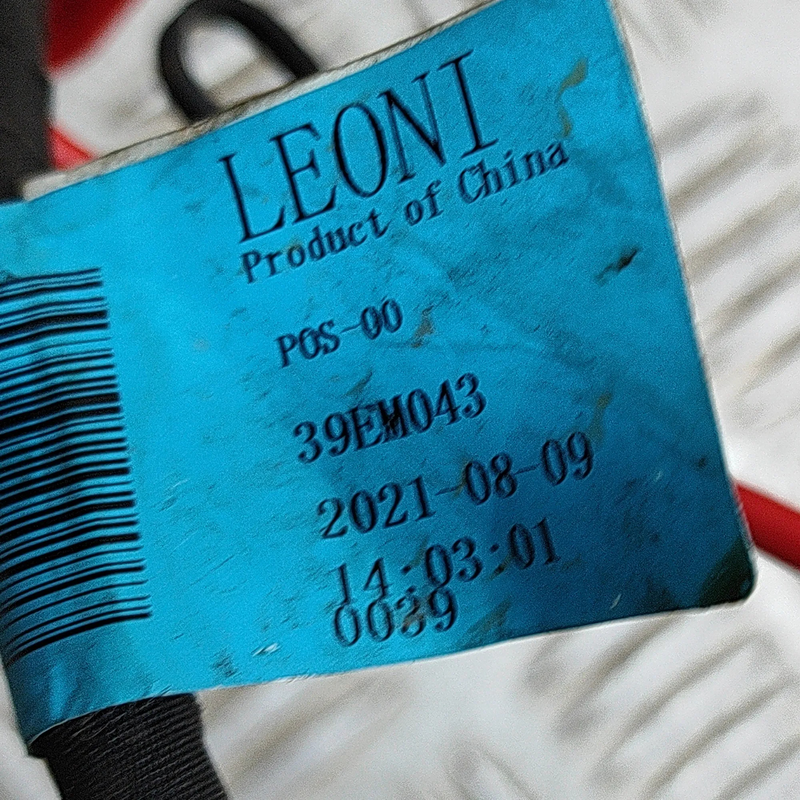 LEONI
Product of China
POS-00
39EM043
2021-08-09
14:03:01
0039